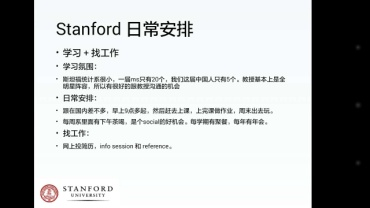 Stanford 日常安排
• 学习 + 找工作
• 学习氛围：
• 斯坦福统计系很小，一届ms只有20个，我们这届中国人只有5个。教授基本上是全
明星阵容，所以有很好的跟教授沟通的机会
• 日常安排：
• 跟在国内差不多，早上9点多起，然后赶去上课，上完课做作业，周末出去玩。
• 每周系里面有下午茶喝，是个social的好机会。每学期有聚餐，每年有年会。
• 找工作：
• 网上投简历，info session 和 reference。
STANFORD
UNIVERSITY